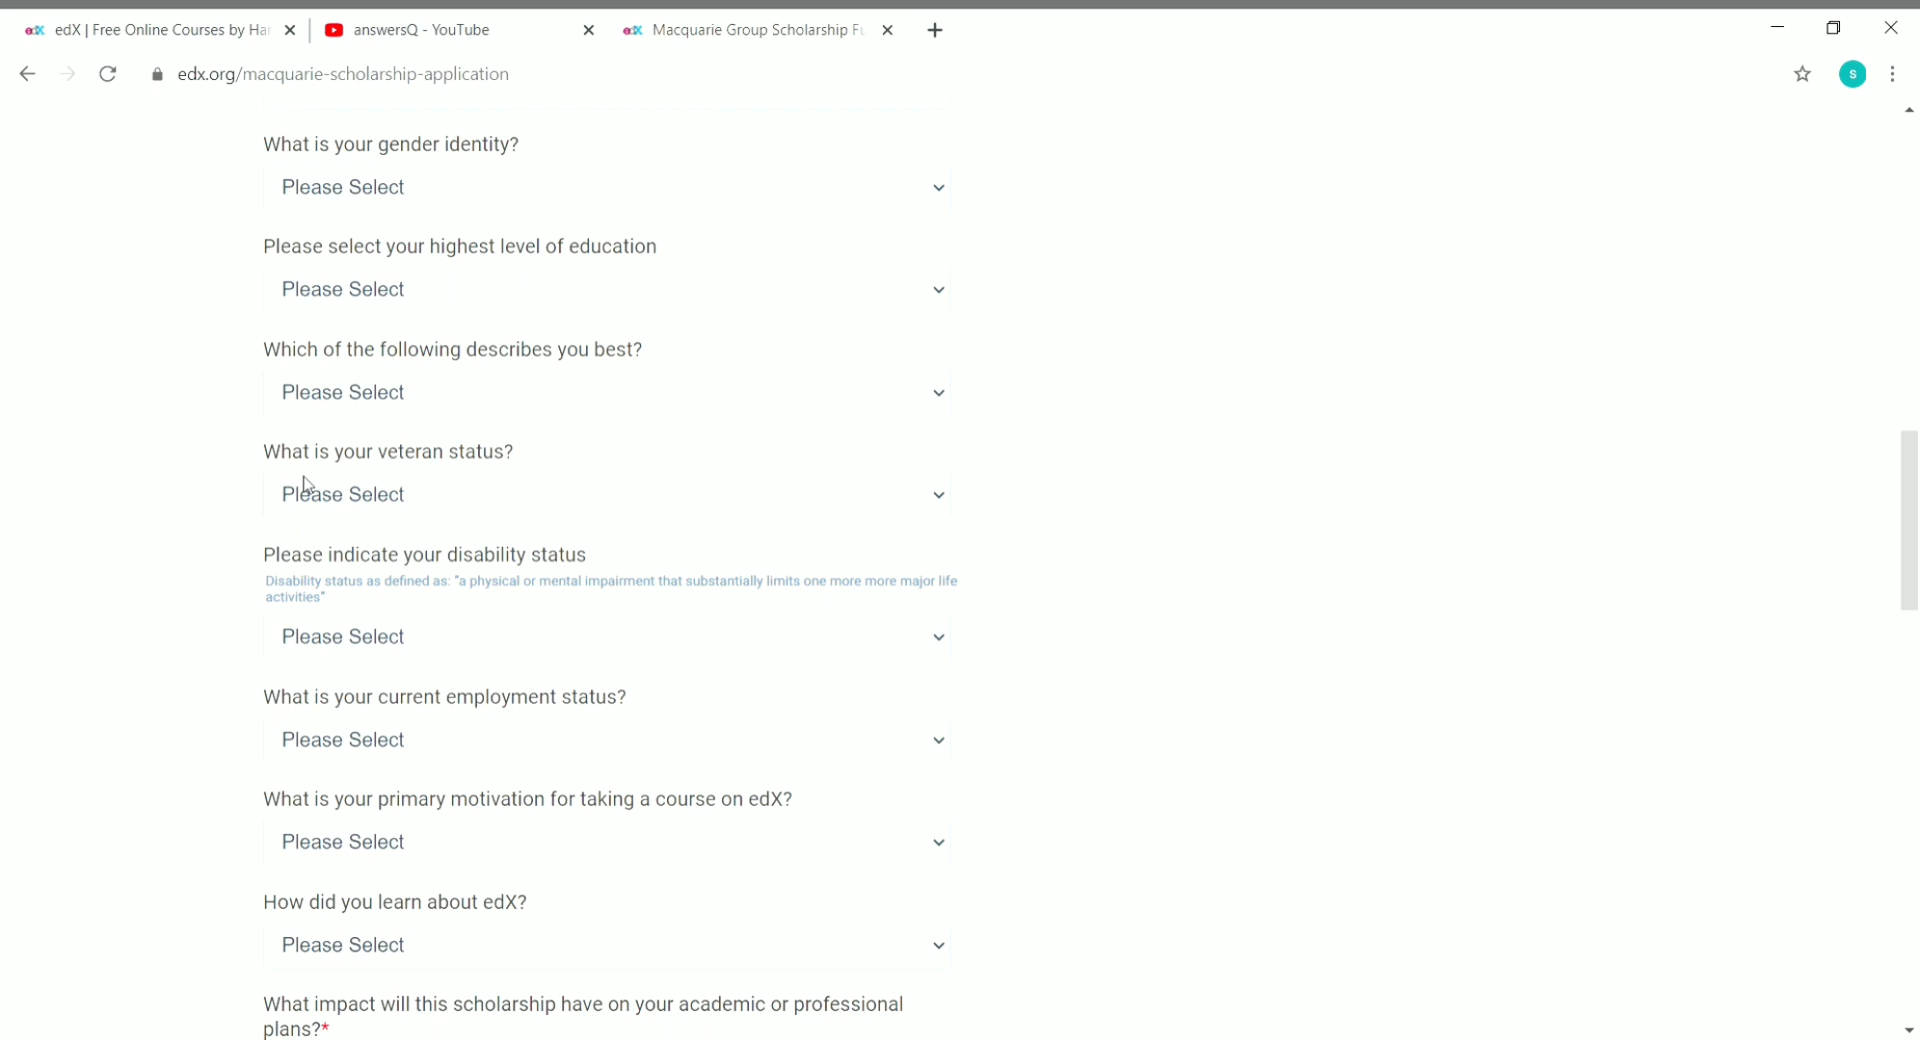 edX | Free Online Courses by Har
answersQ - YouTube
edX Macquarie Group Scholarship Fu
edx.org/macquarie-scholarship-application
S
What is your gender identity?
Please Select
Please select your highest level of education
Please Select
Which of the following describes you best?
Please Select
What is your veteran status?
Please Select
Please indicate your disability status
Disability status as defined as: "a physical or mental impairment that substantially limits one more more major life
activities"
Please Select
What is your current employment status?
Please Select
What is your primary motivation for taking a course on edX?
Please Select
How did you learn about edX?
Please Select
What impact will this scholarship have on your academic or professional
plans?*